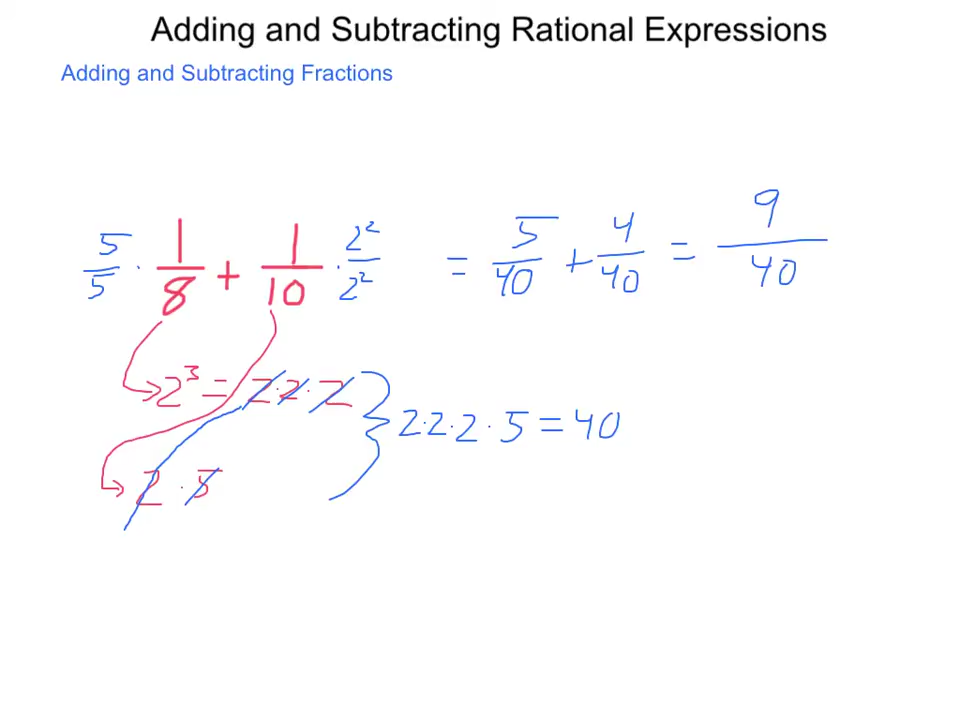 Adding and Subtracting Rational Expressions
Adding and Subtracting Fractions
5/5 · 1/8 + 1/10 · 2²/2² = 5/40 + 4/40 = 9/40
2³ = 2·2·2
2·2·2·5=40
2·5